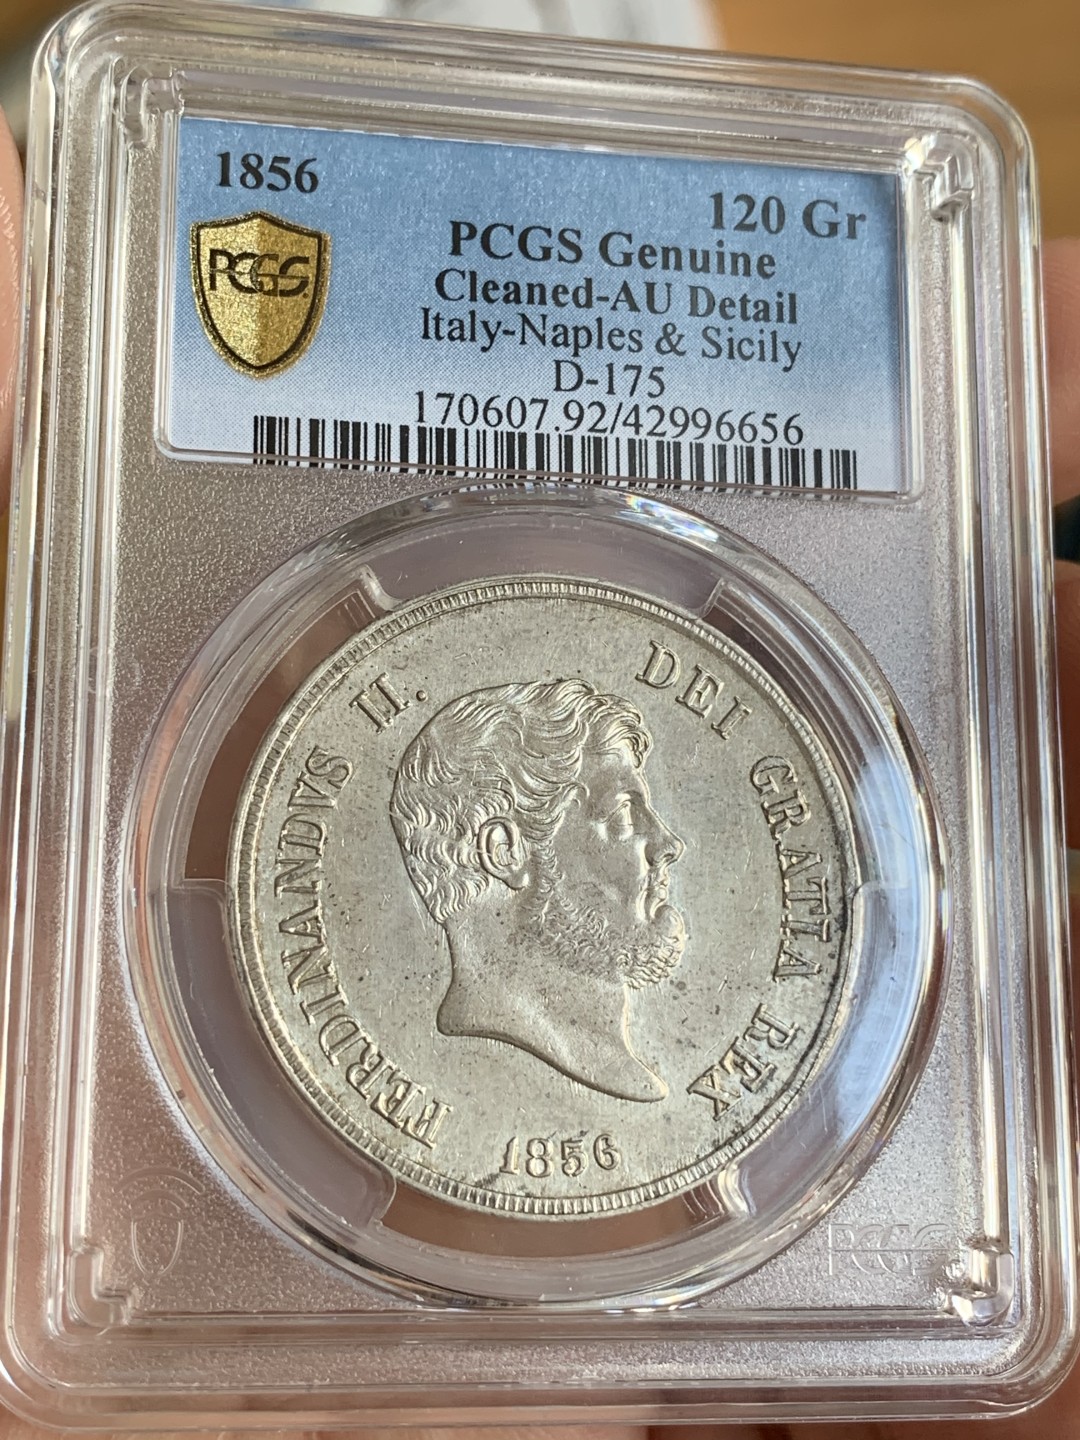 1856
120 Gr
PCGS
PCGS Genuine
Cleaned-AU Detail
Italy-Naples & Sicily
D-175
170607.92/42996656
FERDINANDVS II. DEI GRATIA REX
1856
PCGS